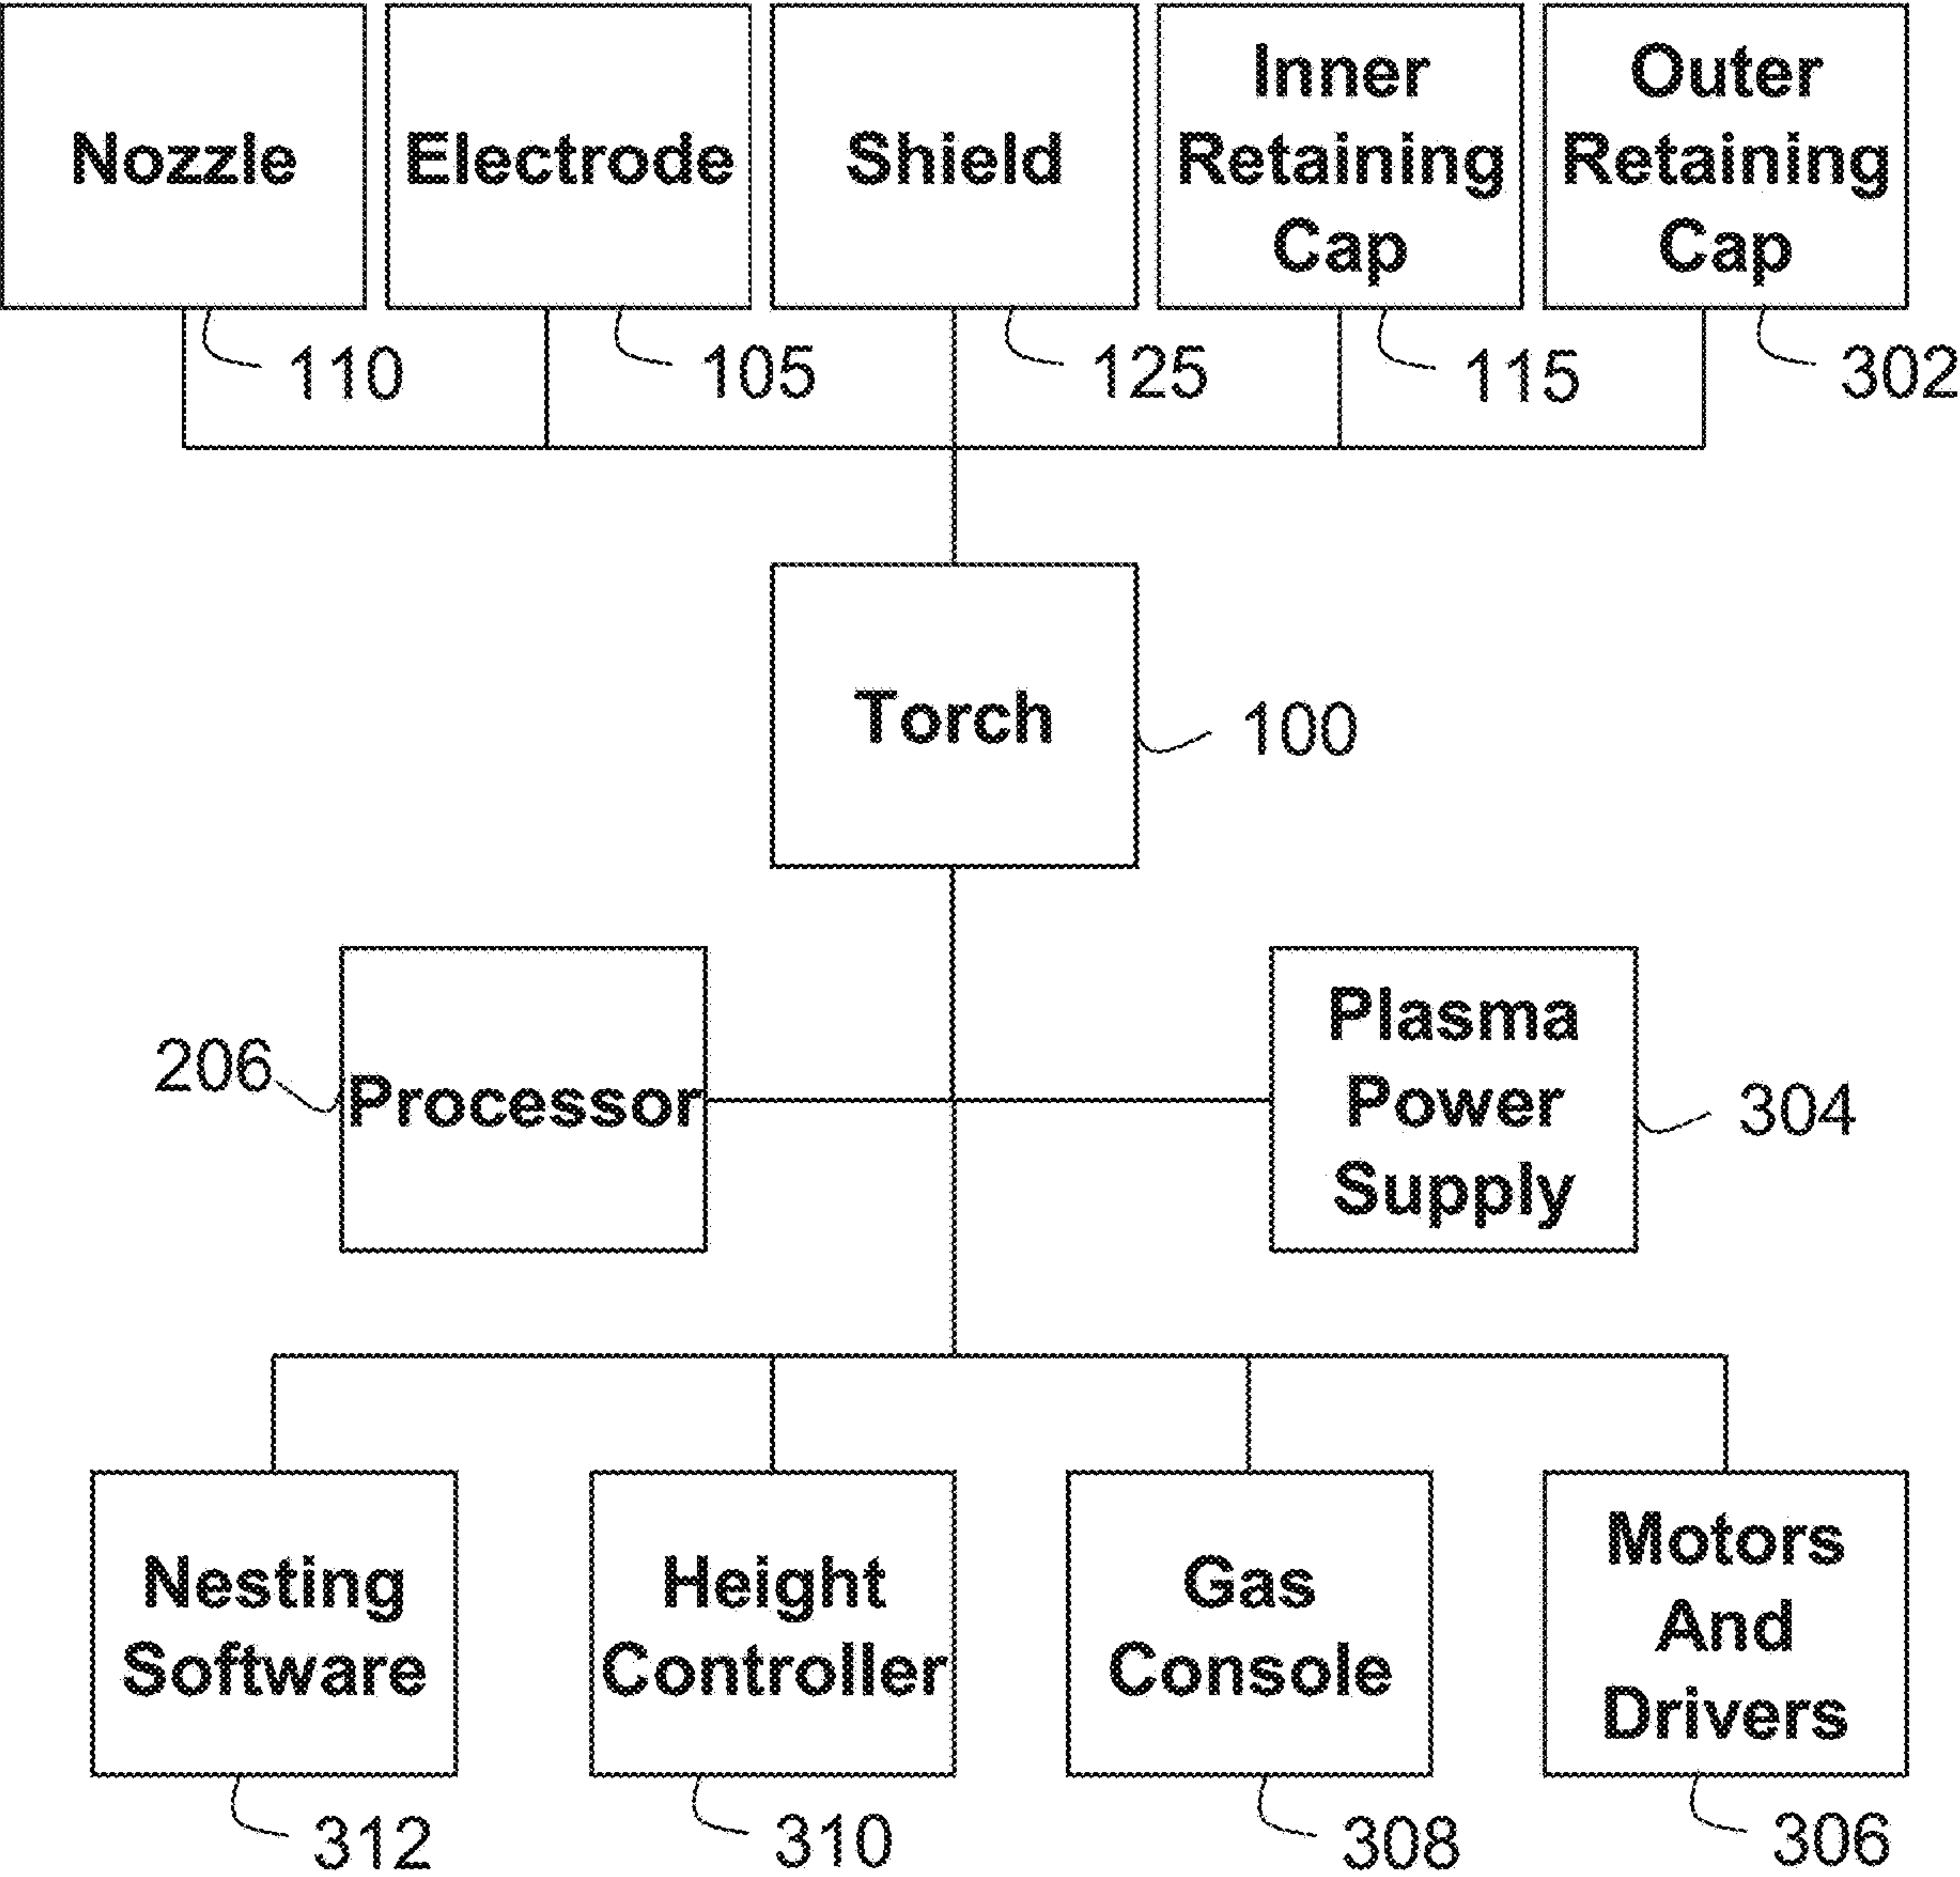 Nozzle
Electrode
Shield
Inner
Retaining
Cap
Outer
Retaining
Cap
110
105
125
115
302
Torch
100
206
Processor
Plasma
Power
Supply
304
Nesting
Software
Height
Controller
Gas
Console
Motors
And
Drivers
312
310
308
306